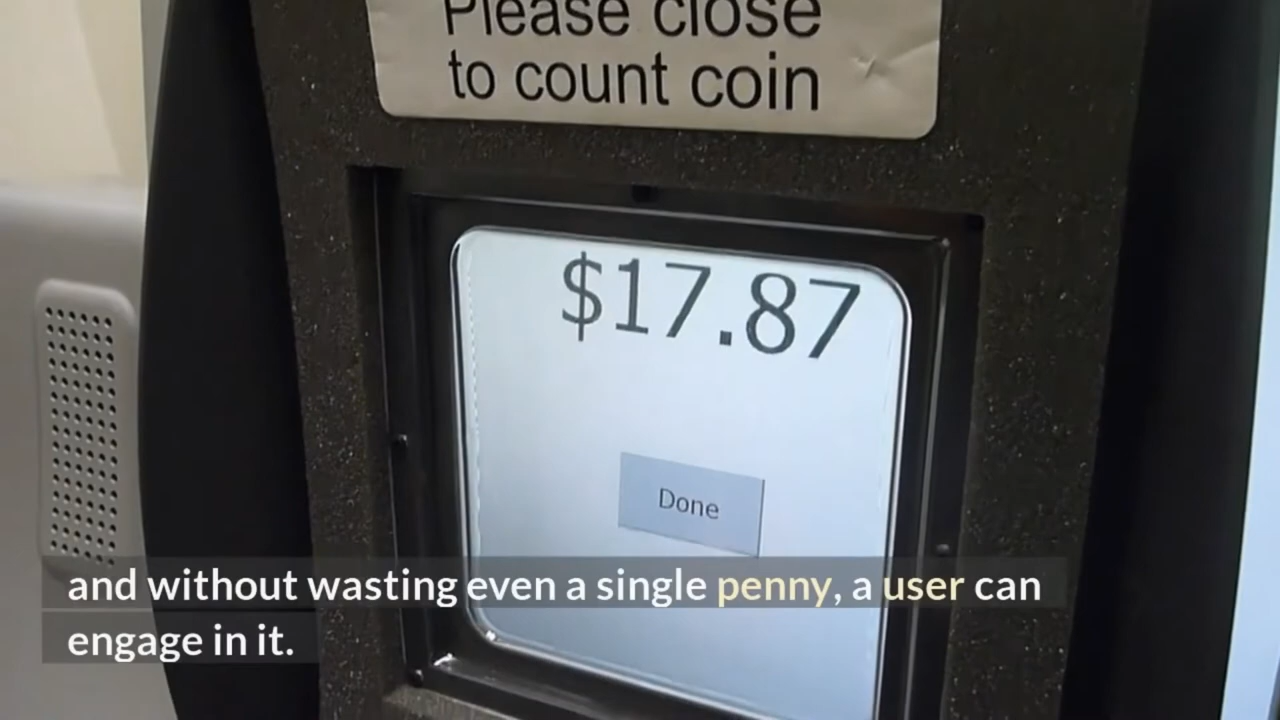 Please close
to count coin
$17.87
Done
and without wasting even a single penny, a user can
engage in it.